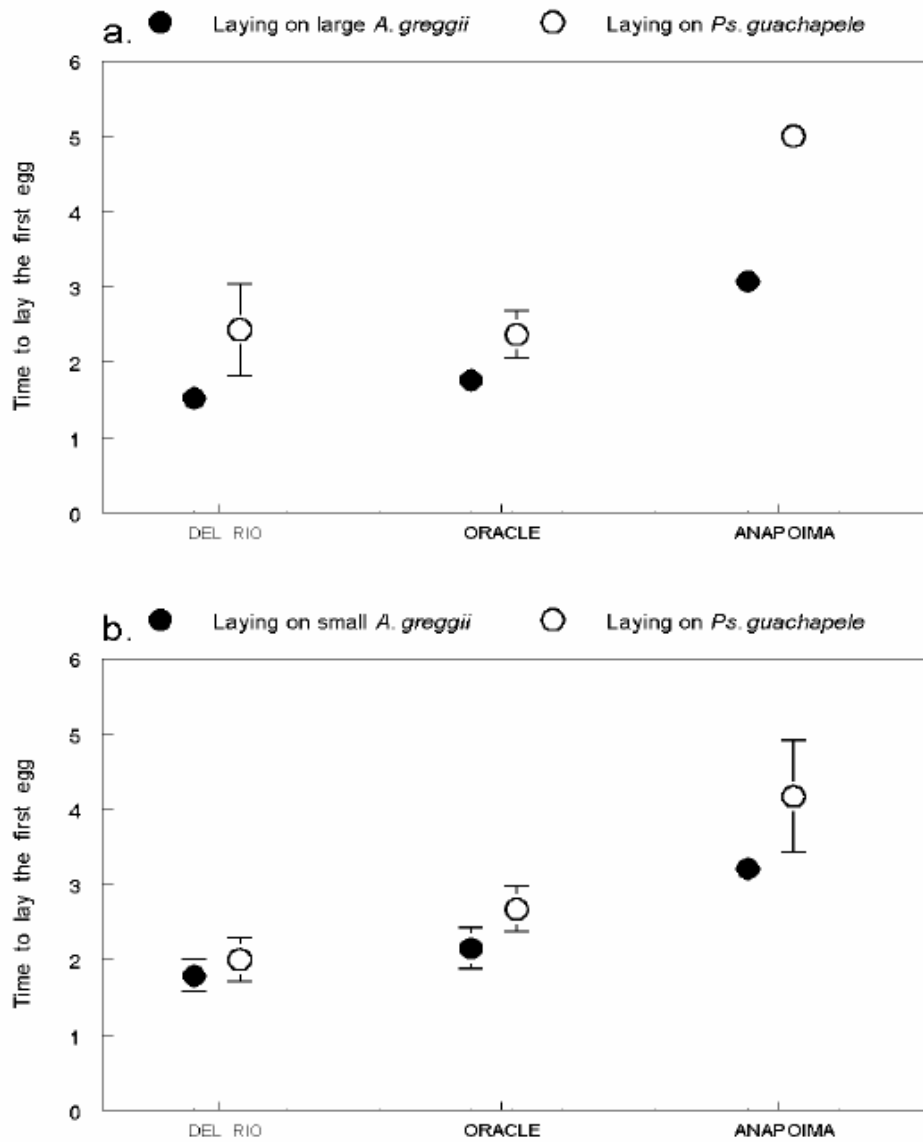 a. Laying on large A. greggii Laying on Ps. guachapele
6
5
4
3
2
1
0
Time to lay the first egg
DEL RIO ORACLE ANAPOIMA
b. Laying on small A. greggii Laying on Ps. guachapele
6
5
4
3
2
1
0
Time to lay the first egg
DEL RIO ORACLE ANAPOIMA